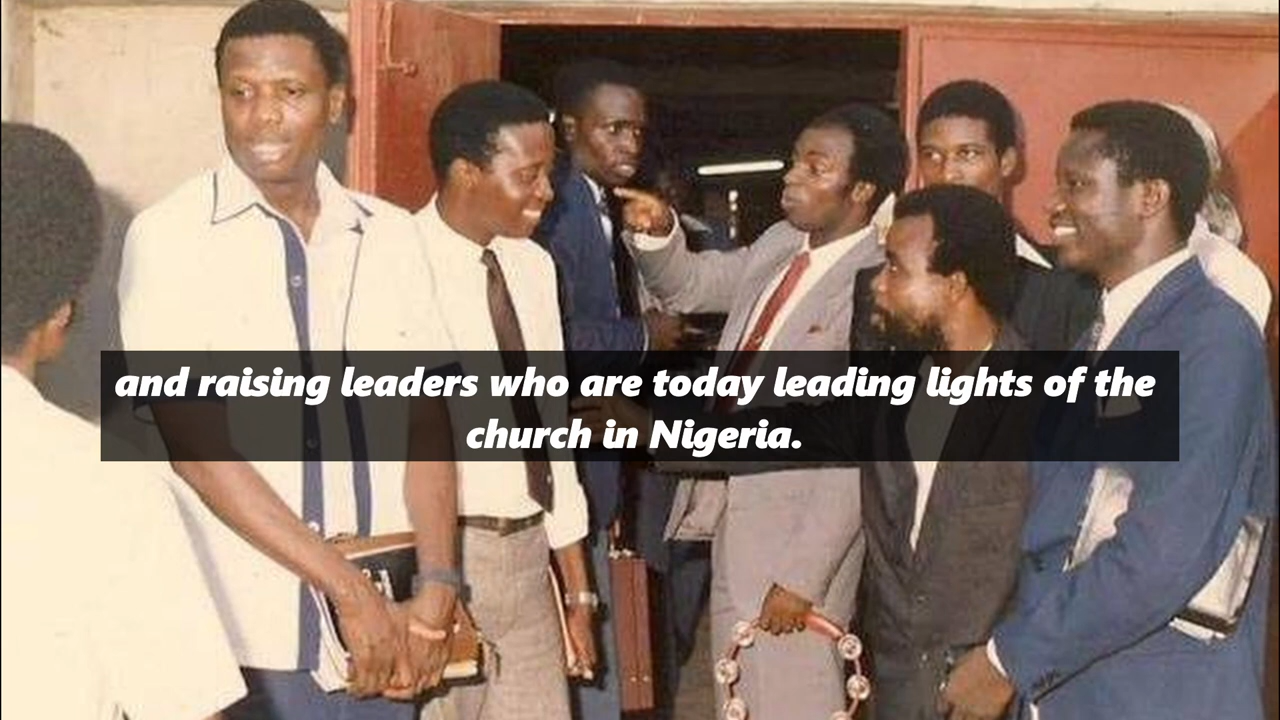 and raising leaders who are today leading lights of the
church in Nigeria.